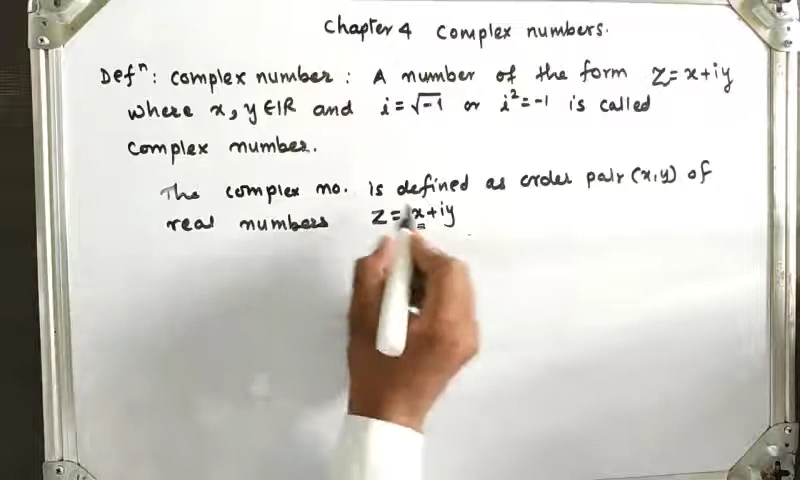 Chapter 4 Complex numbers.
Defⁿ: complex number: A number of the form z=x+iy
where x, y ∈ IR and i=√-1 or i²=-1 is called
complex number.
The complex no. is defined as order pair (x,y) of
real numbers z=x+iy